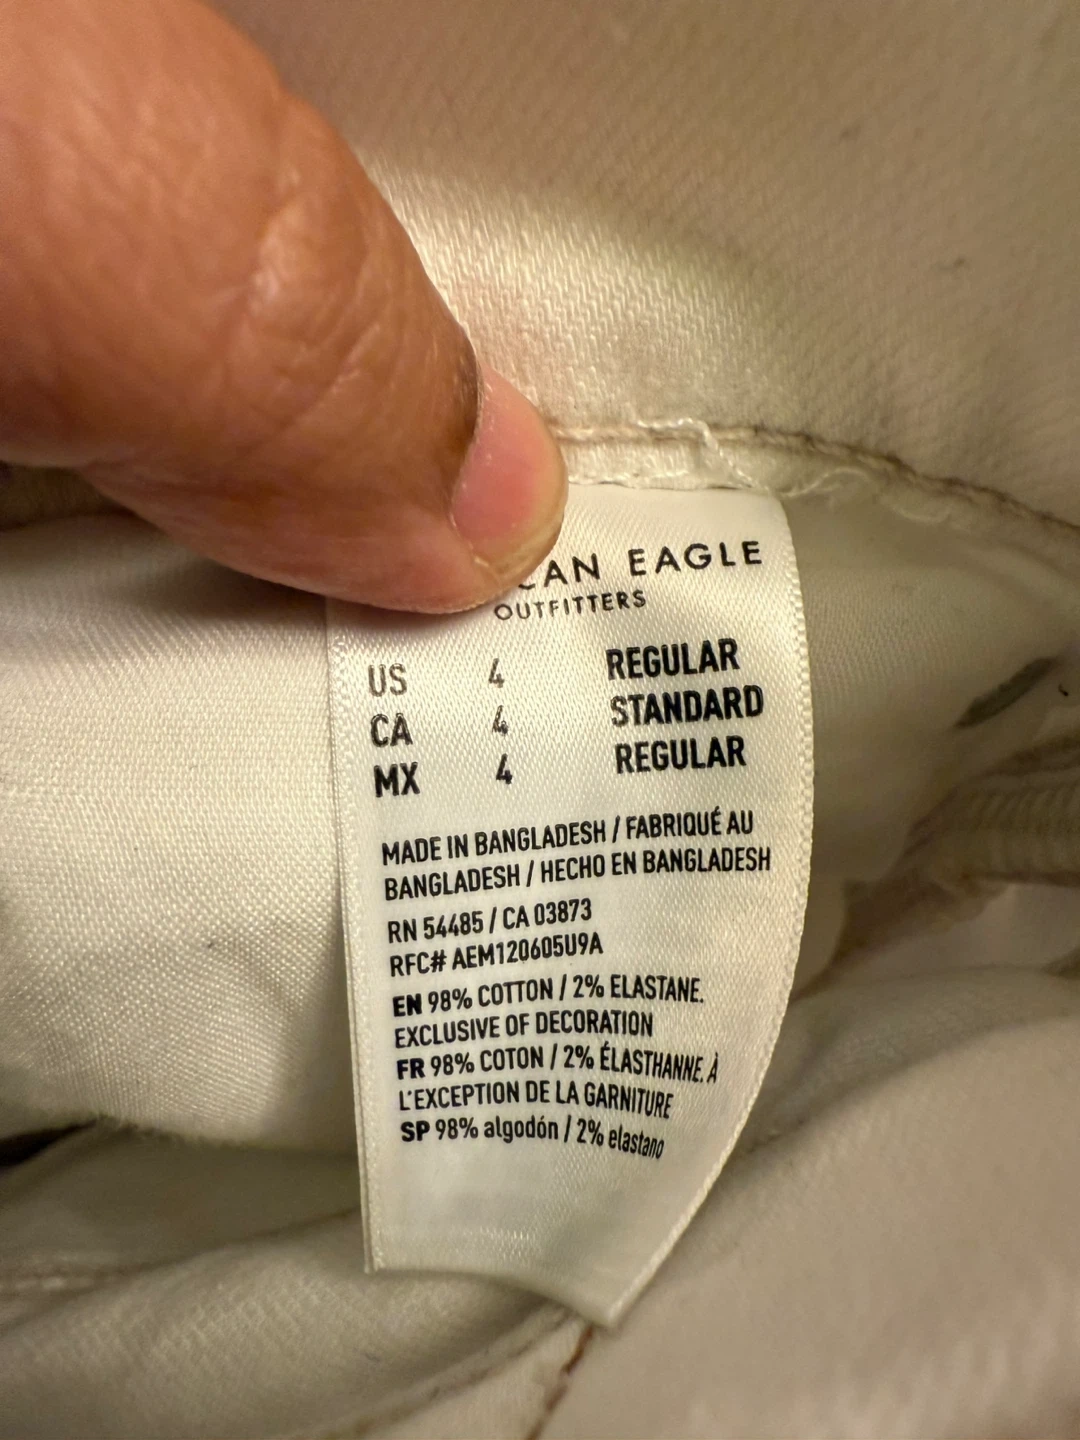 CAN EAGLE
OUTFITTERS
US 4 REGULAR
CA 4 STANDARD
MX 4 REGULAR
MADE IN BANGLADESH / FABRIQUÉ AU
BANGLADESH / HECHO EN BANGLADESH
RN 54485 / CA 03873
RFC# AEM120605U9A
EN 98% COTTON / 2% ELASTANE.
EXCLUSIVE OF DECORATION
FR 98% COTON / 2% ÉLASTHANNE. À
L'EXCEPTION DE LA GARNITURE
SP 98% algodón / 2% elastano